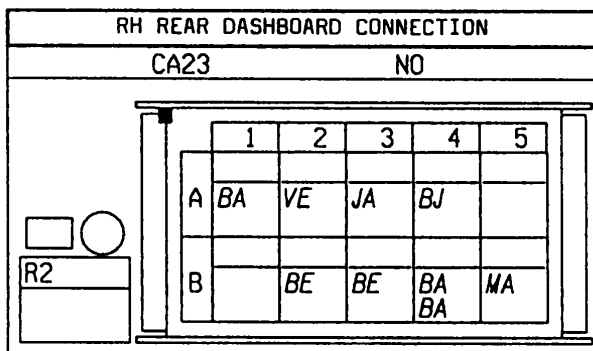 RH REAR DASHBOARD CONNECTION
CA23 NO
1 2 3 4 5
A BA VE JA BJ
R2
B BE BE BA MA
BA